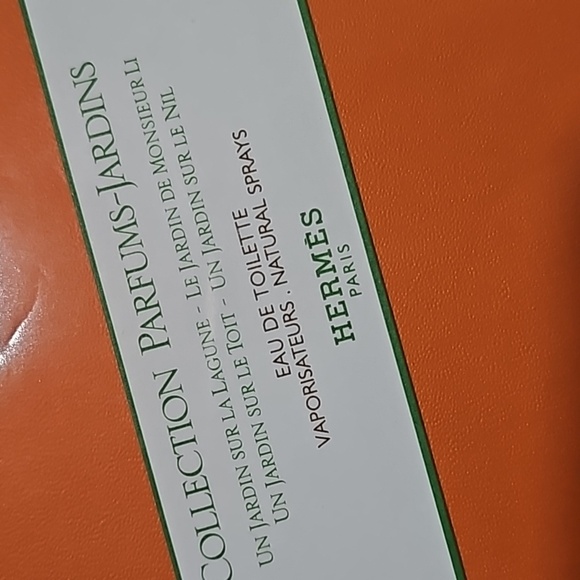 COLLECTION PARFUMS-JARDINS
UN JARDIN SUR LA LAGUNE - LE JARDIN DE MONSIEUR LI
UN JARDIN SUR LE TOIT - UN JARDIN SUR LE NIL
EAU DE TOILETTE
VAPORISATEURS . NATURAL SPRAYS
HERMÈS
PARIS